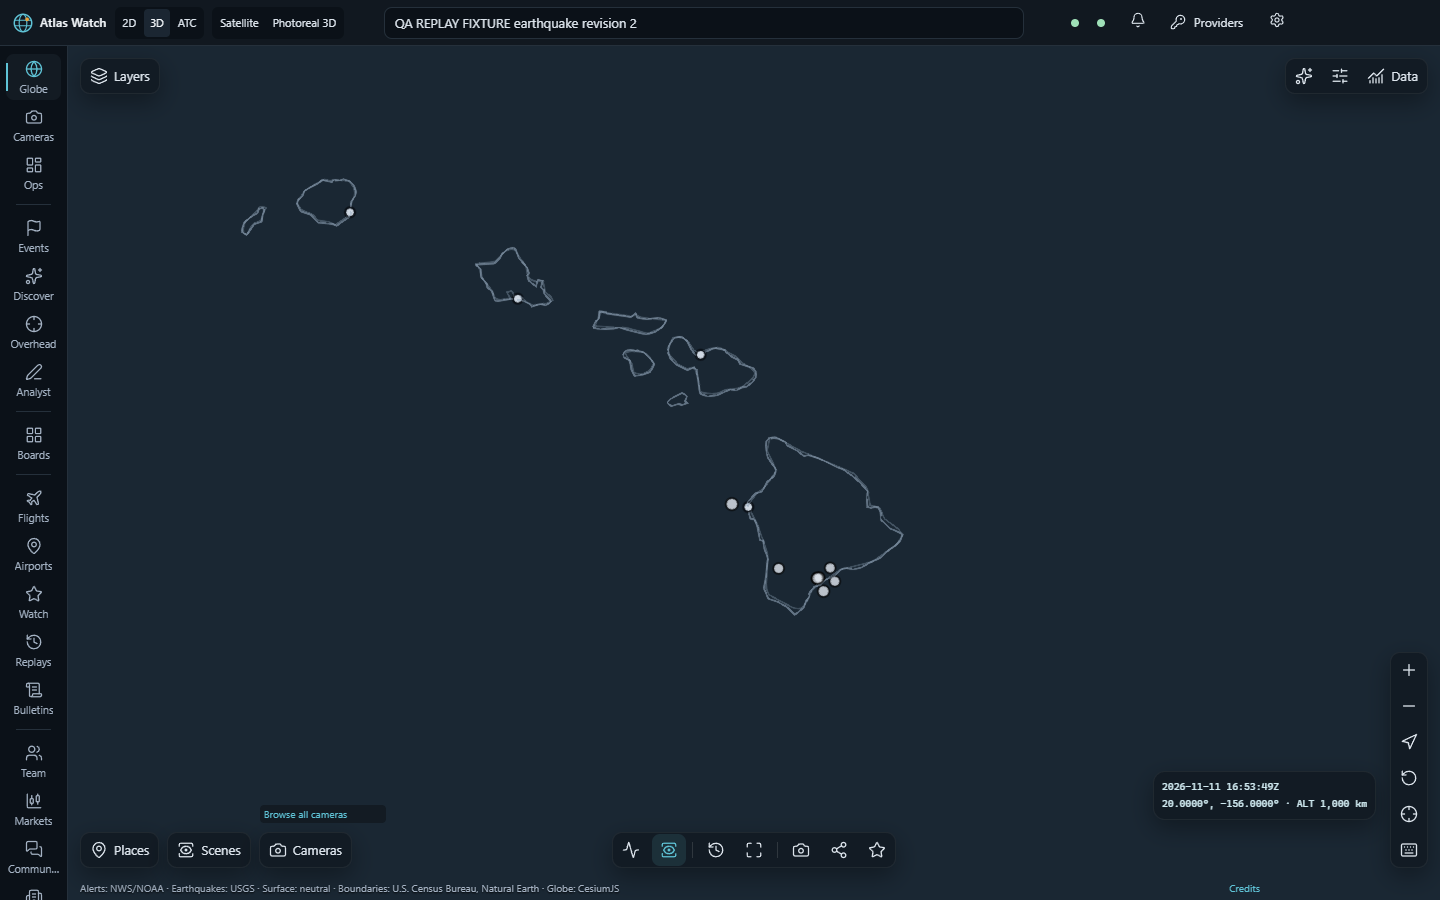 Atlas Watch
2D 3D ATC
Satellite Photoreal 3D
QA REPLAY FIXTURE earthquake revision 2
Providers
Globe
Cameras
Ops
Events
Discover
Overhead
Analyst
Boards
Flights
Airports
Watch
Replays
Bulletins
Team
Markets
Commun...
Layers
Data
2026-11-11 16:53:49Z
20.0000°, -156.0000° · ALT 1,000 km
Browse all cameras
Places
Scenes
Cameras
Alerts: NWS/NOAA · Earthquakes: USGS · Surface: neutral · Boundaries: U.S. Census Bureau, Natural Earth · Globe: CesiumJS
Credits